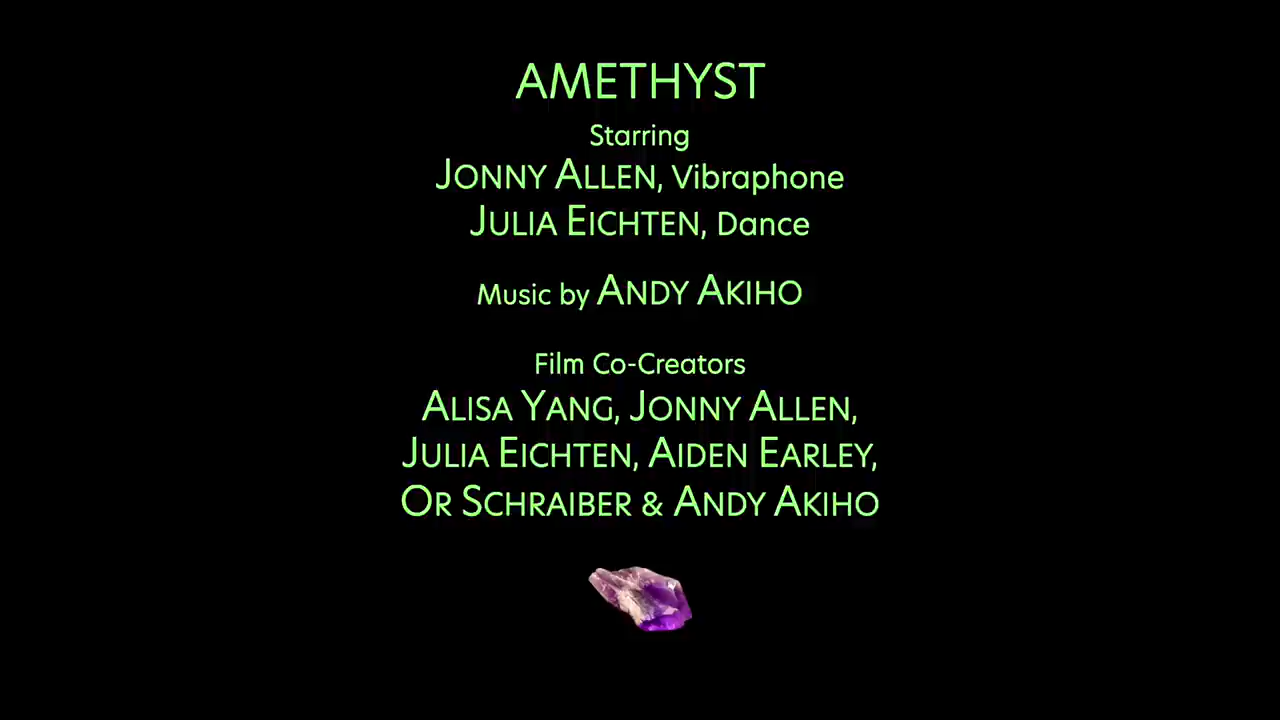 AMETHYST
Starring
JONNY ALLEN, Vibraphone
JULIA EICHTEN, Dance
Music by ANDY AKIHO
Film Co-Creators
ALISA YANG, JONNY ALLEN,
JULIA EICHTEN, AIDEN EARLEY,
OR SCHRAIBER & ANDY AKIHO